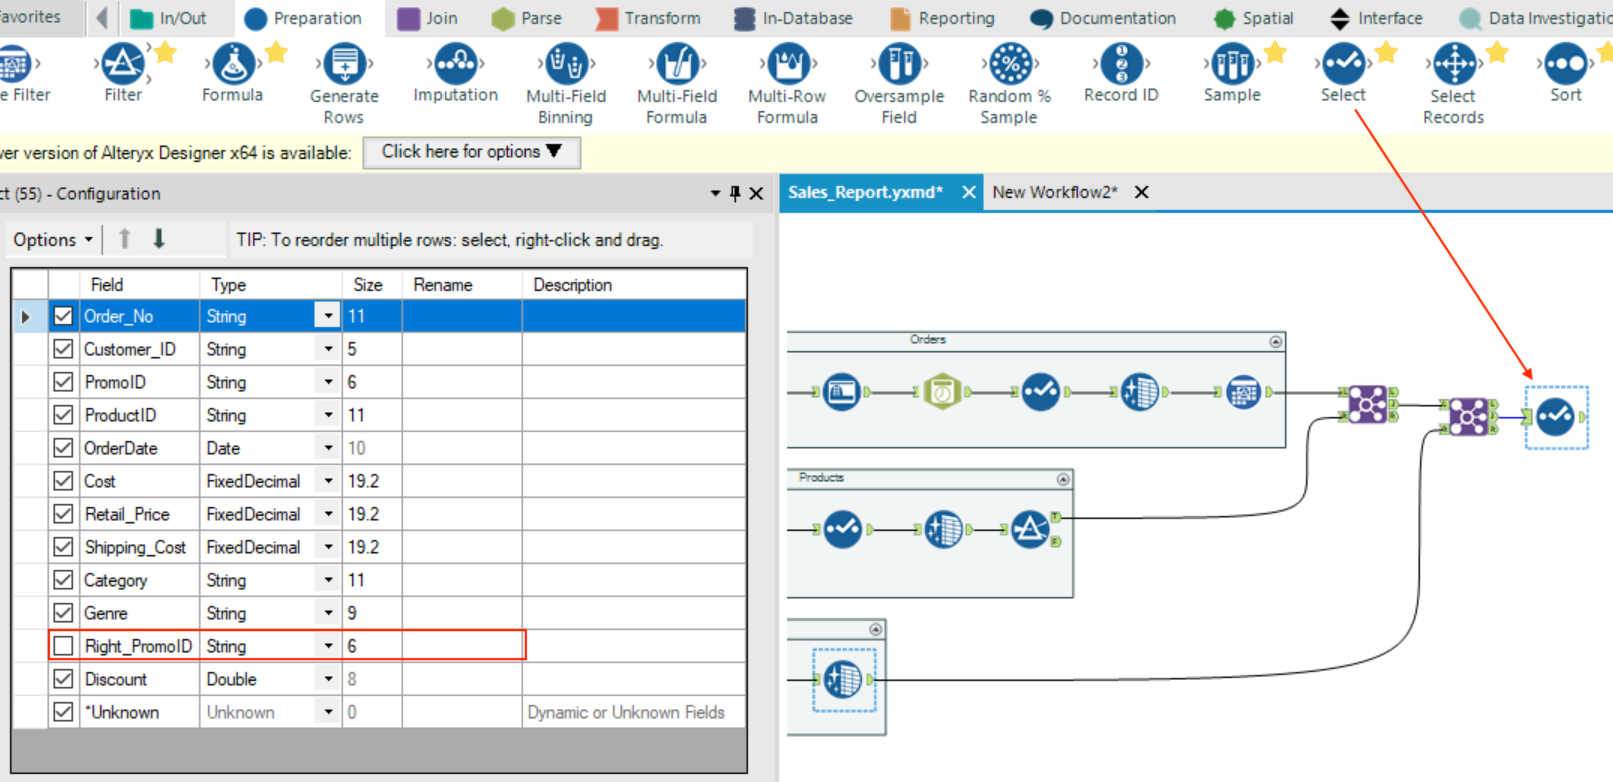 avorites In/Out Preparation Join Parse Transform In-Database Reporting Documentation Spatial Interface Data Investigatio
e Filter Filter Formula Generate Rows Imputation Multi-Field Binning Multi-Field Formula Multi-Row Formula Oversample Field Random % Sample Record ID Sample Select Select Records Sort
ver version of Alteryx Designer x64 is available: Click here for options ▼
ct (55) - Configuration
Sales_Report.yxmd* New Workflow2*
Options TIP: To reorder multiple rows: select, right-click and drag.
Field Type Size Rename Description
Order_No String 11
Customer_ID String 5
PromoID String 6
ProductID String 11
OrderDate Date 10
Cost FixedDecimal 19.2
Retail_Price FixedDecimal 19.2
Shipping_Cost FixedDecimal 19.2
Category String 11
Genre String 9
Right_PromoID String 6
Discount Double 8
*Unknown Unknown 0 Dynamic or Unknown Fields
Orders
Products